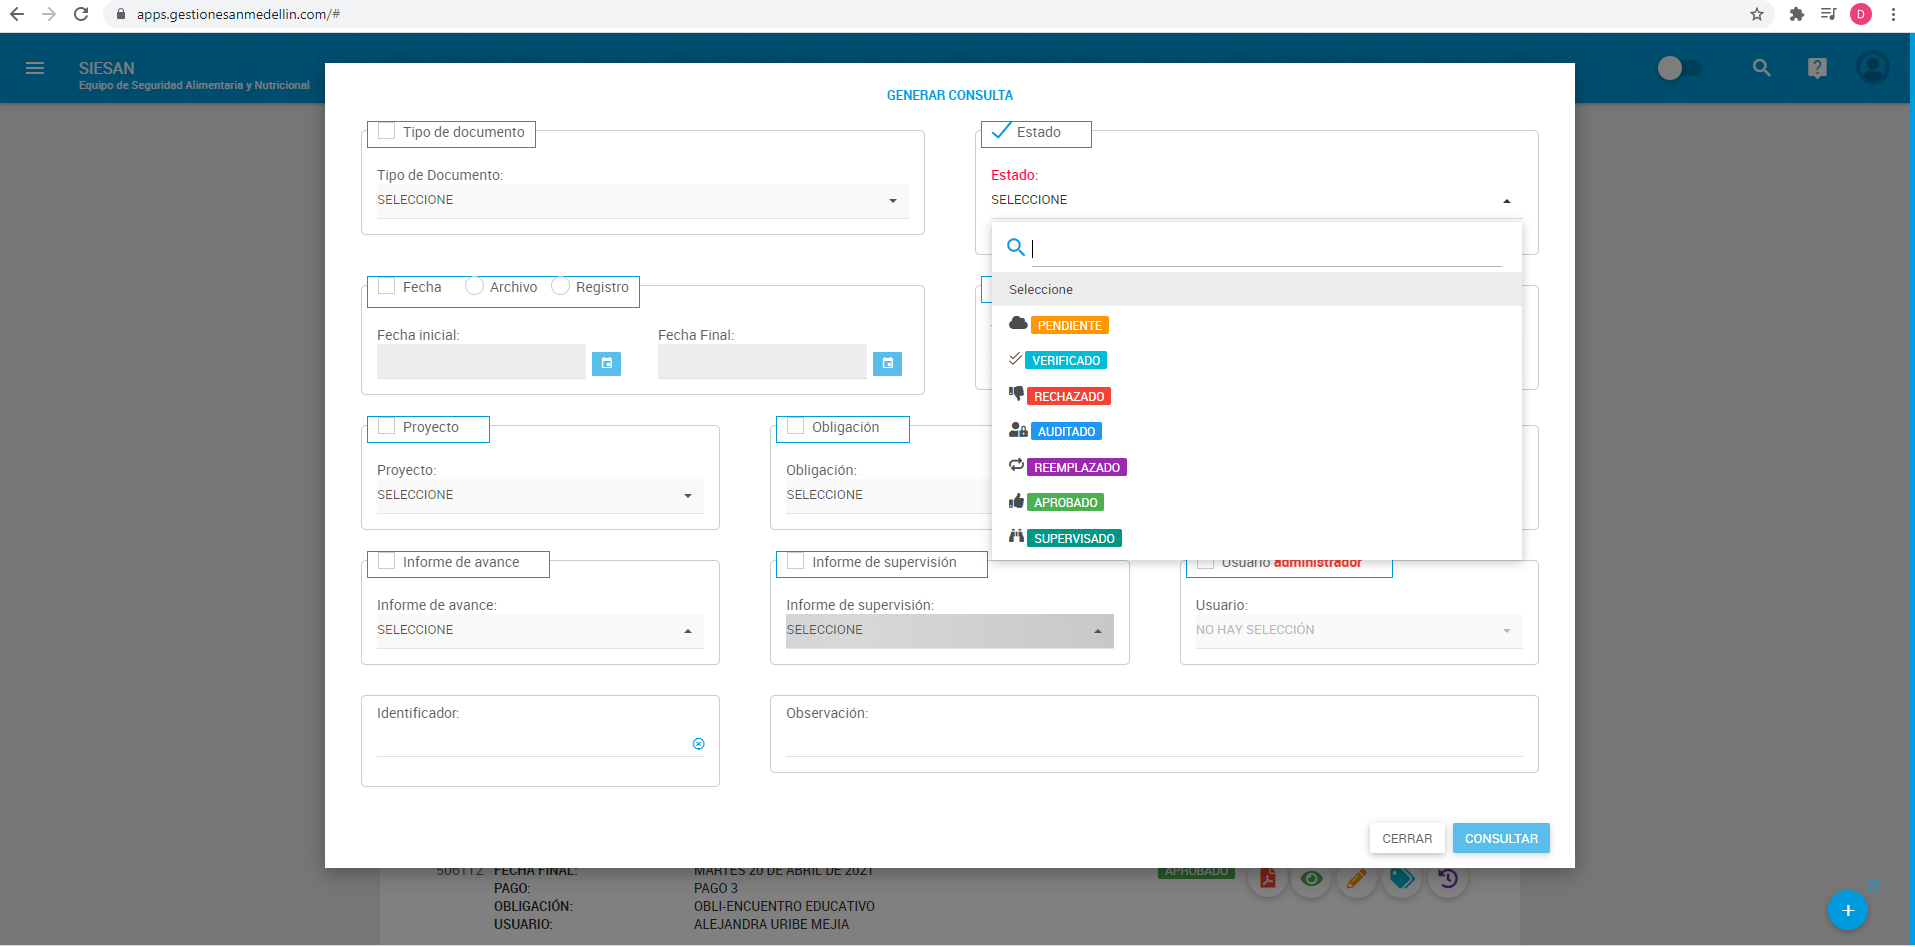 apps.gestionesanmedellin.com/#
D
SIESAN
Equipo de Seguridad Alimentaria y Nutricional
GENERAR CONSULTA
Tipo de documento
Tipo de Documento:
SELECCIONE
Estado
Estado:
SELECCIONE
Seleccione
PENDIENTE
VERIFICADO
RECHAZADO
AUDITADO
REEMPLAZADO
APROBADO
SUPERVISADO
Fecha Archivo Registro
Fecha inicial: Fecha Final:
Proyecto
Proyecto:
SELECCIONE
Obligación
Obligación:
SELECCIONE
Informe de avance
Informe de avance:
SELECCIONE
Informe de supervisión
Informe de supervisión:
SELECCIONE
Usuario administrador
Usuario:
NO HAY SELECCIÓN
Identificador:
Observación:
CERRAR CONSULTAR
506112 FECHA FINAL: MARTES 20 DE ABRIL DE 2021 APROBADO
PAGO: PAGO 3
OBLIGACIÓN: OBLI-ENCUENTRO EDUCATIVO
USUARIO: ALEJANDRA URIBE MEJIA